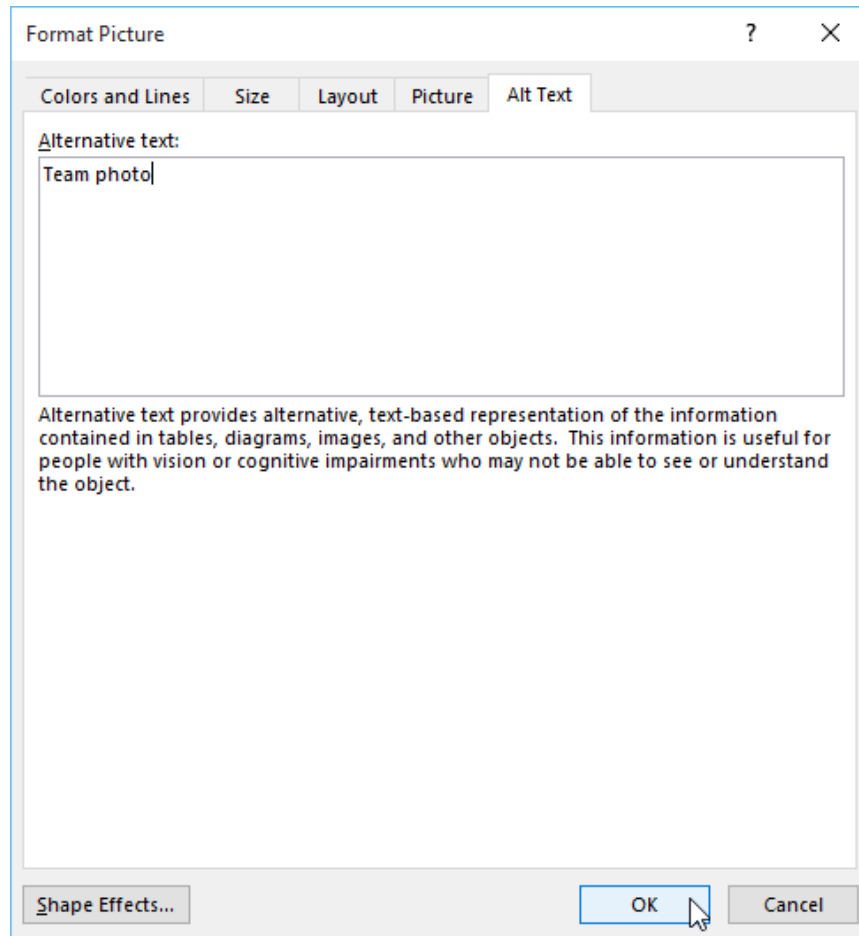 Format Picture ? ×
Colors and Lines Size Layout Picture Alt Text
Alternative text:
Team photo
Alternative text provides alternative, text-based representation of the information
contained in tables, diagrams, images, and other objects.  This information is useful for
people with vision or cognitive impairments who may not be able to see or understand
the object.
Shape Effects... OK Cancel